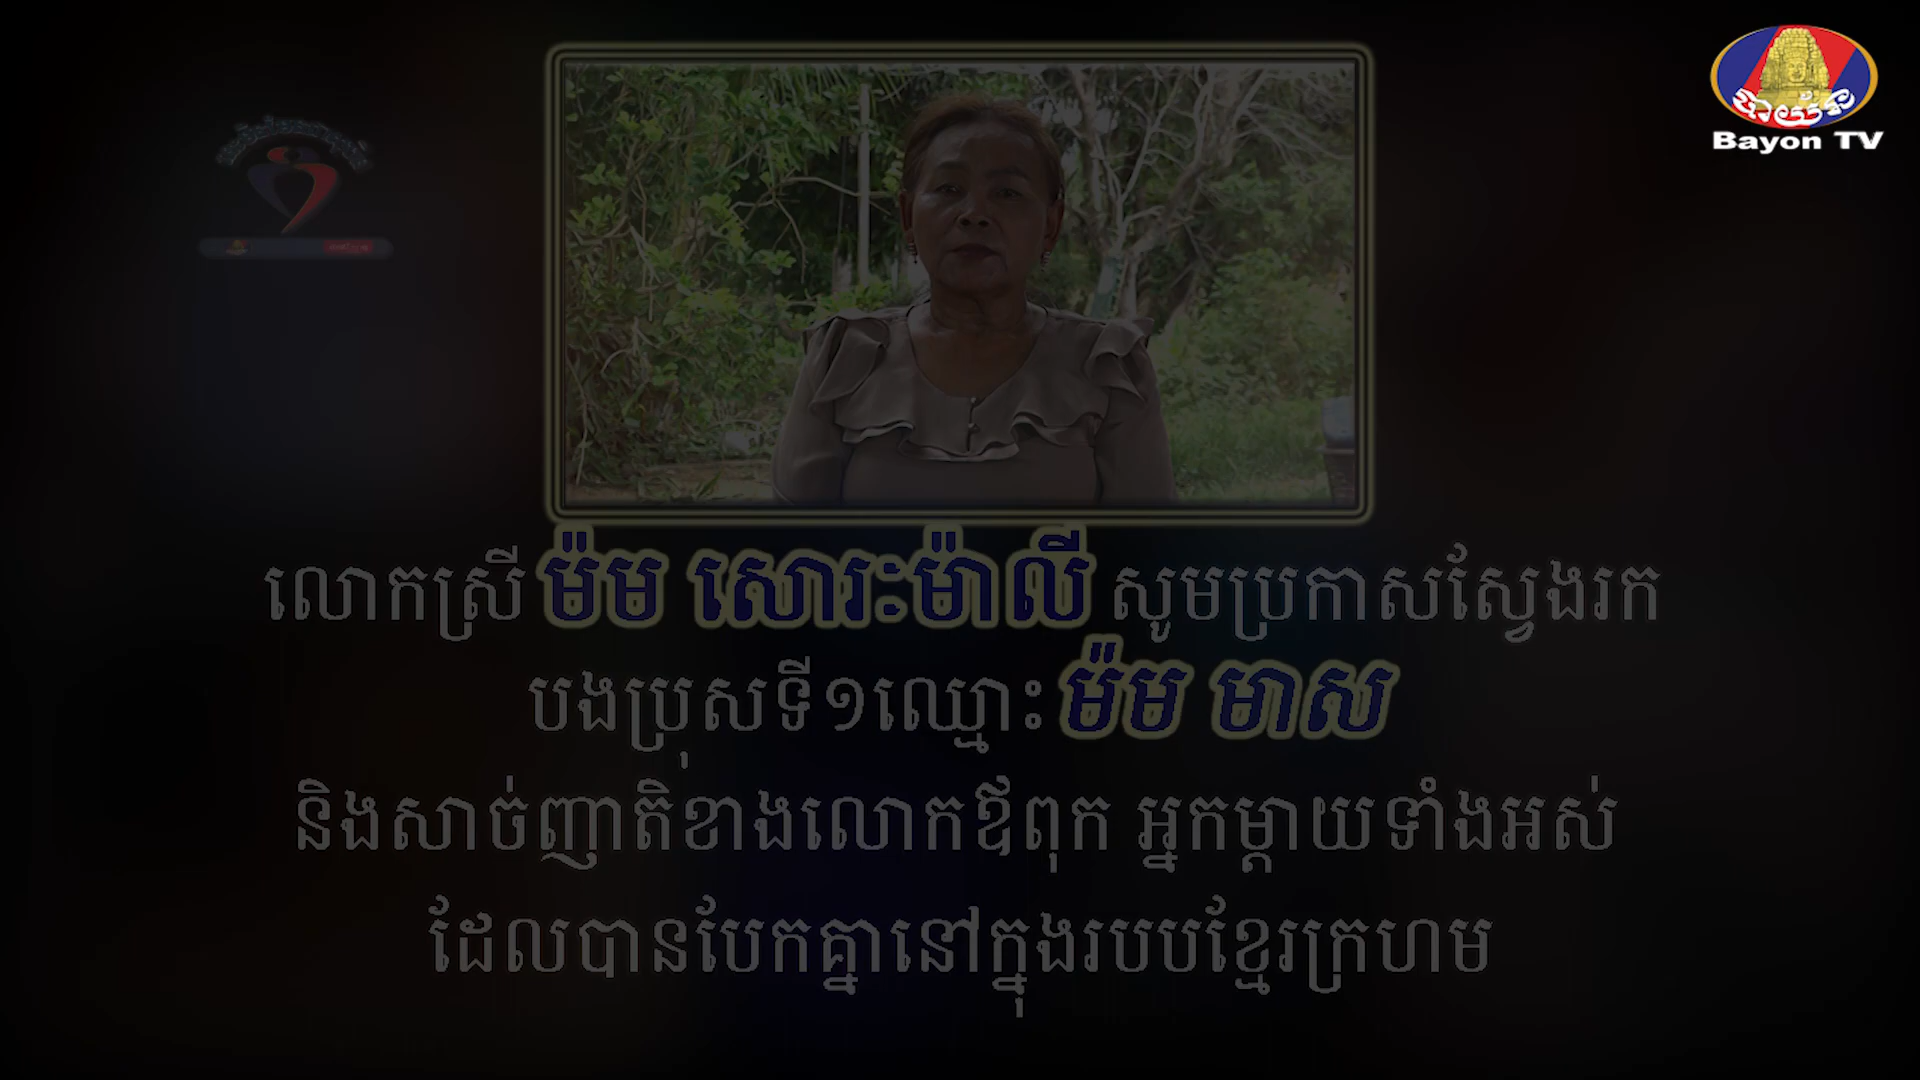 បាយ័ន
Bayon TV
លោកស្រី ម៉ម សោរះម៉ាលី សូមប្រកាសស្វែងរក
បងប្រុសទី១ឈ្មោះ ម៉ម មាស
និងសាច់ញាតិខាងលោកឪពុក អ្នកម្ដាយទាំងអស់
ដែលបានបែកគ្នានៅក្នុងរបបខ្មែរក្រហម